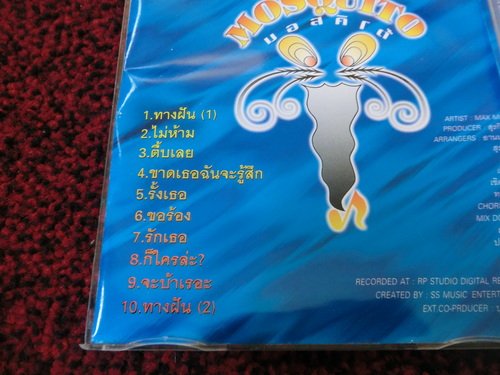 MOSQUITO
มอสคิโต้
1.ทางฝัน (1)
2.ไม่ห้าม
3.ตื๊บเลย
4.ขาดเธอฉันจะรู้สึก
5.รั้งเธอ
6.ขอร้อง
7.รักเธอ
8.ก็ใครล่ะ?
9.จะบ้าเรอะ
10.ทางฝัน (2)
ARTIST : MAX
PRODUCER :
ARRANGERS :
MIX
RECORDED AT : RP STUDIO DIGITAL
CREATED BY : SS MUSIC
EXT.CO-PRODUCER :